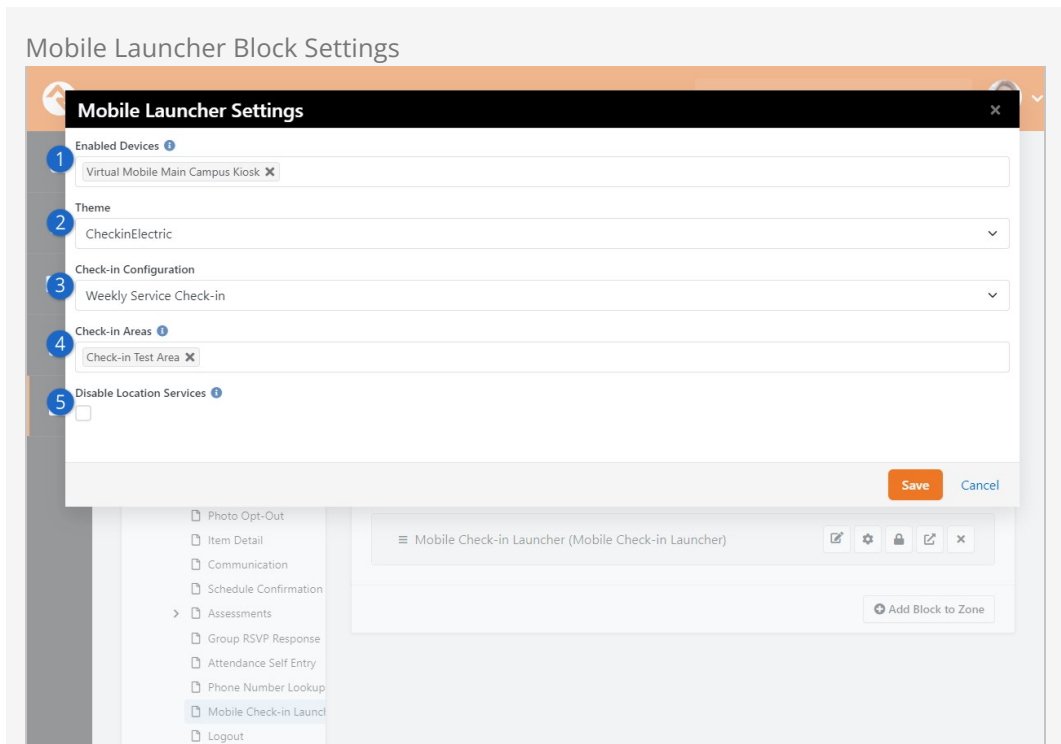 Mobile Launcher Block Settings
Mobile Launcher Settings
1
Enabled Devices
Virtual Mobile Main Campus Kiosk
2
Theme
CheckinElectric
3
Check-in Configuration
Weekly Service Check-in
4
Check-in Areas
Check-in Test Area
5
Disable Location Services
Save Cancel
Photo Opt-Out
Item Detail
Mobile Check-in Launcher (Mobile Check-in Launcher)
Communication
Schedule Confirmation
Assessments
Add Block to Zone
Group RSVP Response
Attendance Self Entry
Phone Number Lookup
Mobile Check-in Launch
Logout